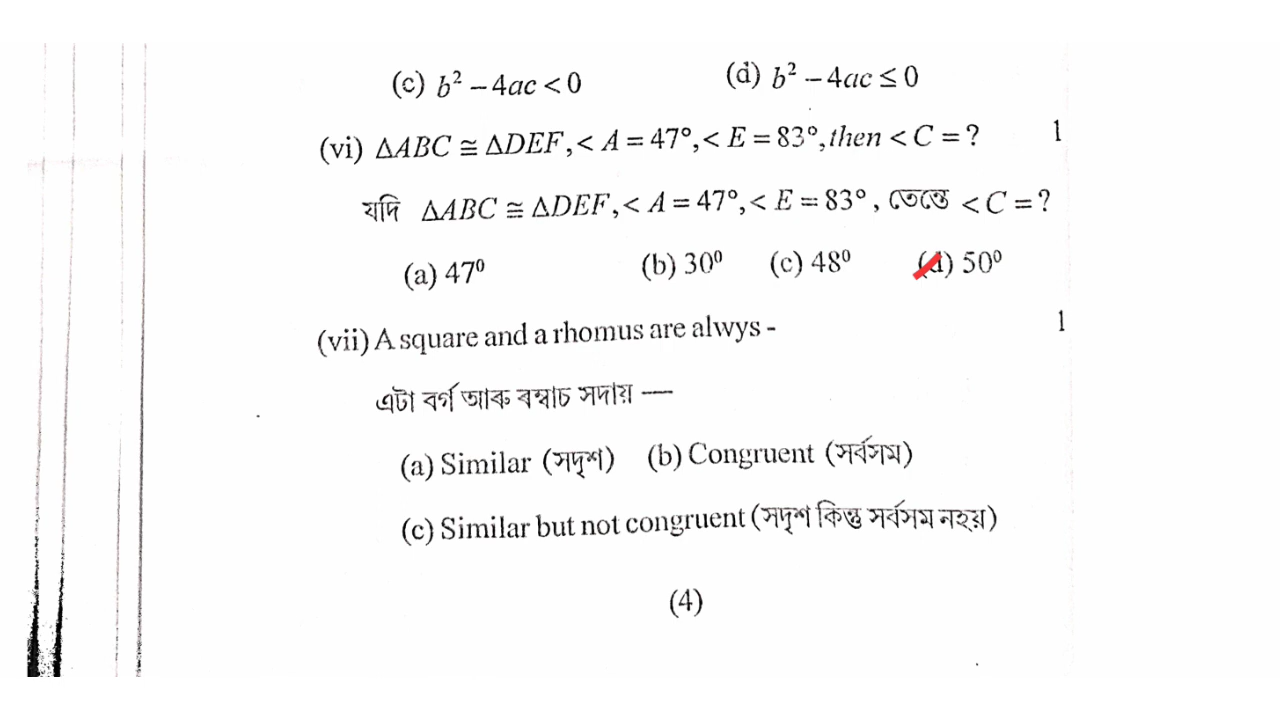 (c) b² – 4ac < 0 (d) b² – 4ac ≤ 0
(vi) ΔABC ≅ ΔDEF, < A = 47°, < E = 83°, then < C = ? 1
যদি ΔABC ≅ ΔDEF, < A = 47°, < E = 83°, তেন্তে < C = ?
(a) 47⁰ (b) 30⁰ (c) 48⁰ (d) 50⁰
(vii) A square and a rhomus are alwys - 1
এটা বৰ্গ আৰু ৰম্বাচ সদায় —
(a) Similar (সদৃশ) (b) Congruent (সৰ্বসম)
(c) Similar but not congruent (সদৃশ কিন্তু সৰ্বসম নহয়)
(4)